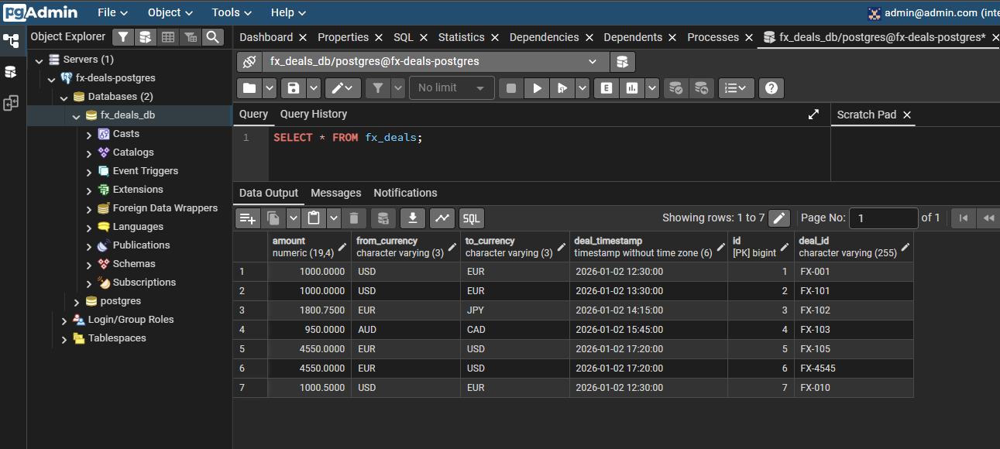 pgAdmin File Object Tools Help admin@admin.com (inte
Object Explorer
Dashboard Properties SQL Statistics Dependencies Dependents Processes fx_deals_db/postgres@fx-deals-postgres*
Servers (1)
fx-deals-postgres
Databases (2)
fx_deals_db
Casts
Catalogs
Event Triggers
Extensions
Foreign Data Wrappers
Languages
Publications
Schemas
Subscriptions
postgres
Login/Group Roles
Tablespaces
fx_deals_db/postgres@fx-deals-postgres
No limit E
Query Query History Scratch Pad
1 SELECT * FROM fx_deals;
Data Output Messages Notifications
SQL Showing rows: 1 to 7 Page No: 1 of 1
amount from_currency to_currency deal_timestamp id deal_id
numeric (19,4) character varying (3) character varying (3) timestamp without time zone (6) [PK] bigint character varying (255)
1 1000.0000 USD EUR 2026-01-02 12:30:00 1 FX-001
2 1000.0000 USD EUR 2026-01-02 13:30:00 2 FX-101
3 1800.7500 EUR JPY 2026-01-02 14:15:00 3 FX-102
4 950.0000 AUD CAD 2026-01-02 15:45:00 4 FX-103
5 4550.0000 EUR USD 2026-01-02 17:20:00 5 FX-105
6 4550.0000 EUR USD 2026-01-02 17:20:00 6 FX-4545
7 1000.5000 USD EUR 2026-01-02 12:30:00 7 FX-010